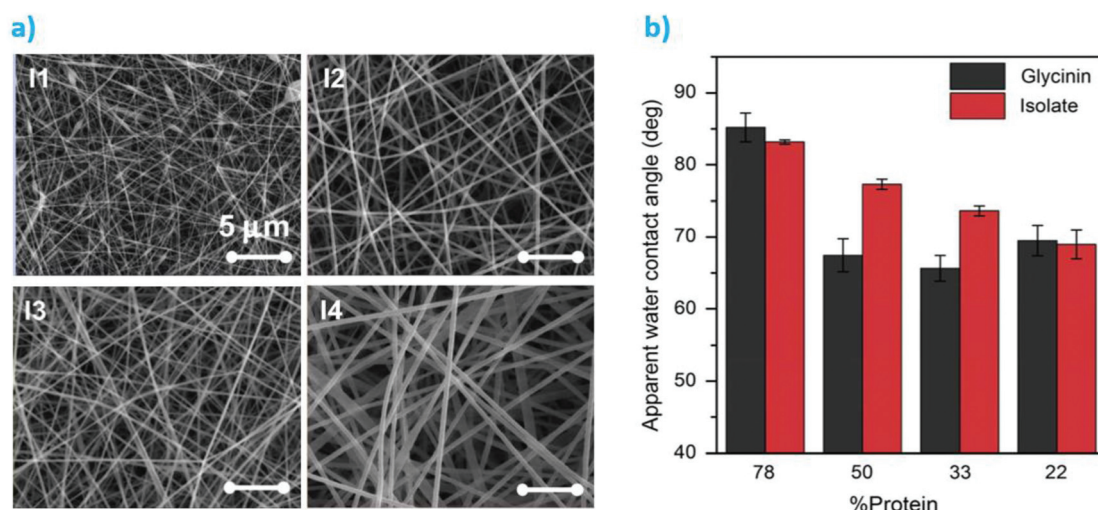 a)
I1
I2
5 μm
I3
I4
b)
Glycinin
Isolate
90
80
70
60
50
40
Apparent water contact angle (deg)
78 50 33 22
%Protein